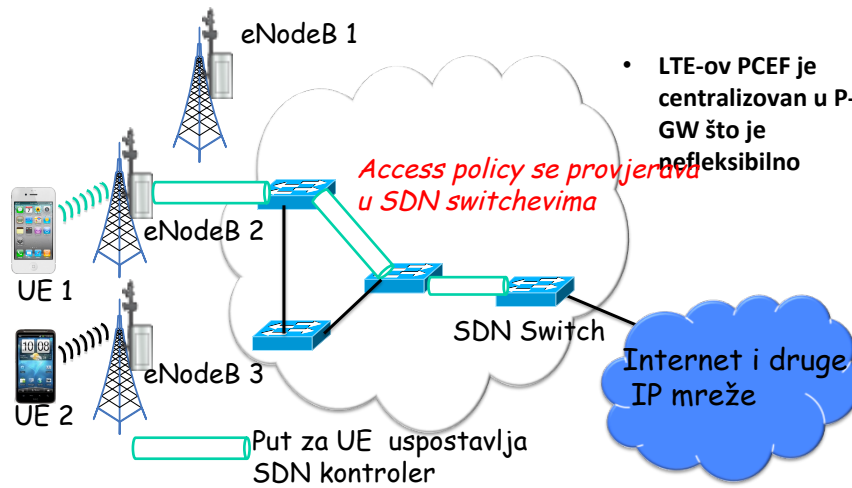 eNodeB 1
• LTE-ov PCEF je
centralizovan u P-
GW što je
nefleksibilno
Access policy se provjerava
u SDN switchevima
eNodeB 2
UE 1
SDN Switch
eNodeB 3
UE 2
Internet i druge
IP mreže
Put za UE uspostavlja
SDN kontroler